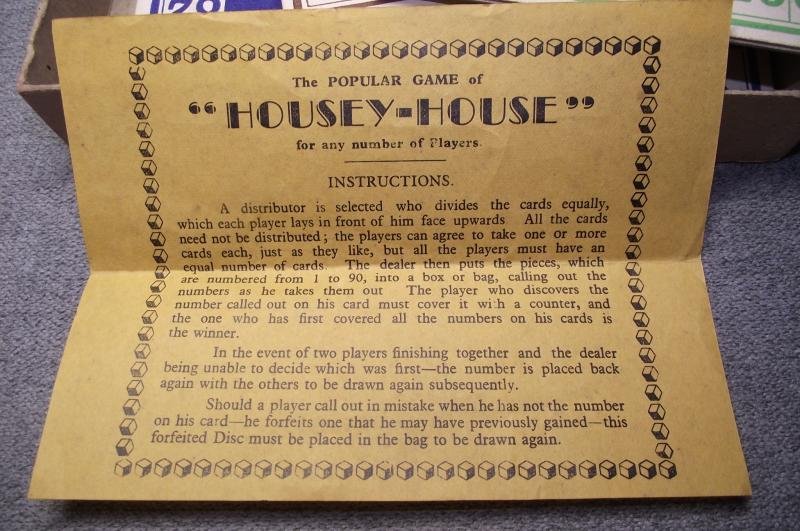 The POPULAR GAME of
“HOUSEY-HOUSE”
for any number of Players.
INSTRUCTIONS.
A distributor is selected who divides the cards equally,
which each player lays in front of him face upwards All the cards
need not be distributed; the players can agree to take one or more
cards each, just as they like, but all the players must have an
equal number of cards. The dealer then puts the pieces, which
are numbered from 1 to 90, into a box or bag, calling out the
numbers as he takes them out The player who discovers the
number called out on his card must cover it with a counter, and
the one who has first covered all the numbers on his cards is
the winner.
In the event of two players finishing together and the dealer
being unable to decide which was first—the number is placed back
again with the others to be drawn again subsequently.
Should a player call out in mistake when he has not the number
on his card—he forfeits one that he may have previously gained—this
forfeited Disc must be placed in the bag to be drawn again.